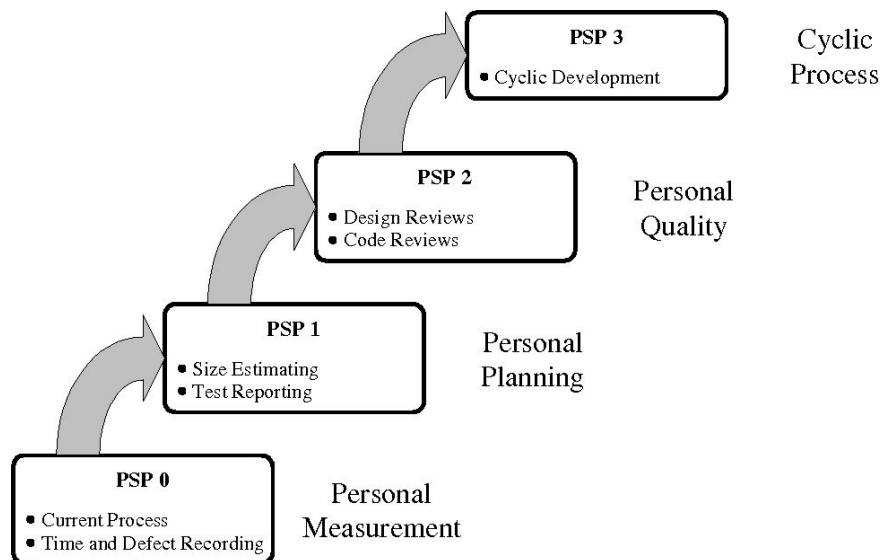 PSP 3
• Cyclic Development
Cyclic
Process
PSP 2
• Design Reviews
• Code Reviews
Personal
Quality
PSP 1
• Size Estimating
• Test Reporting
Personal
Planning
PSP 0
• Current Process
• Time and Defect Recording
Personal
Measurement